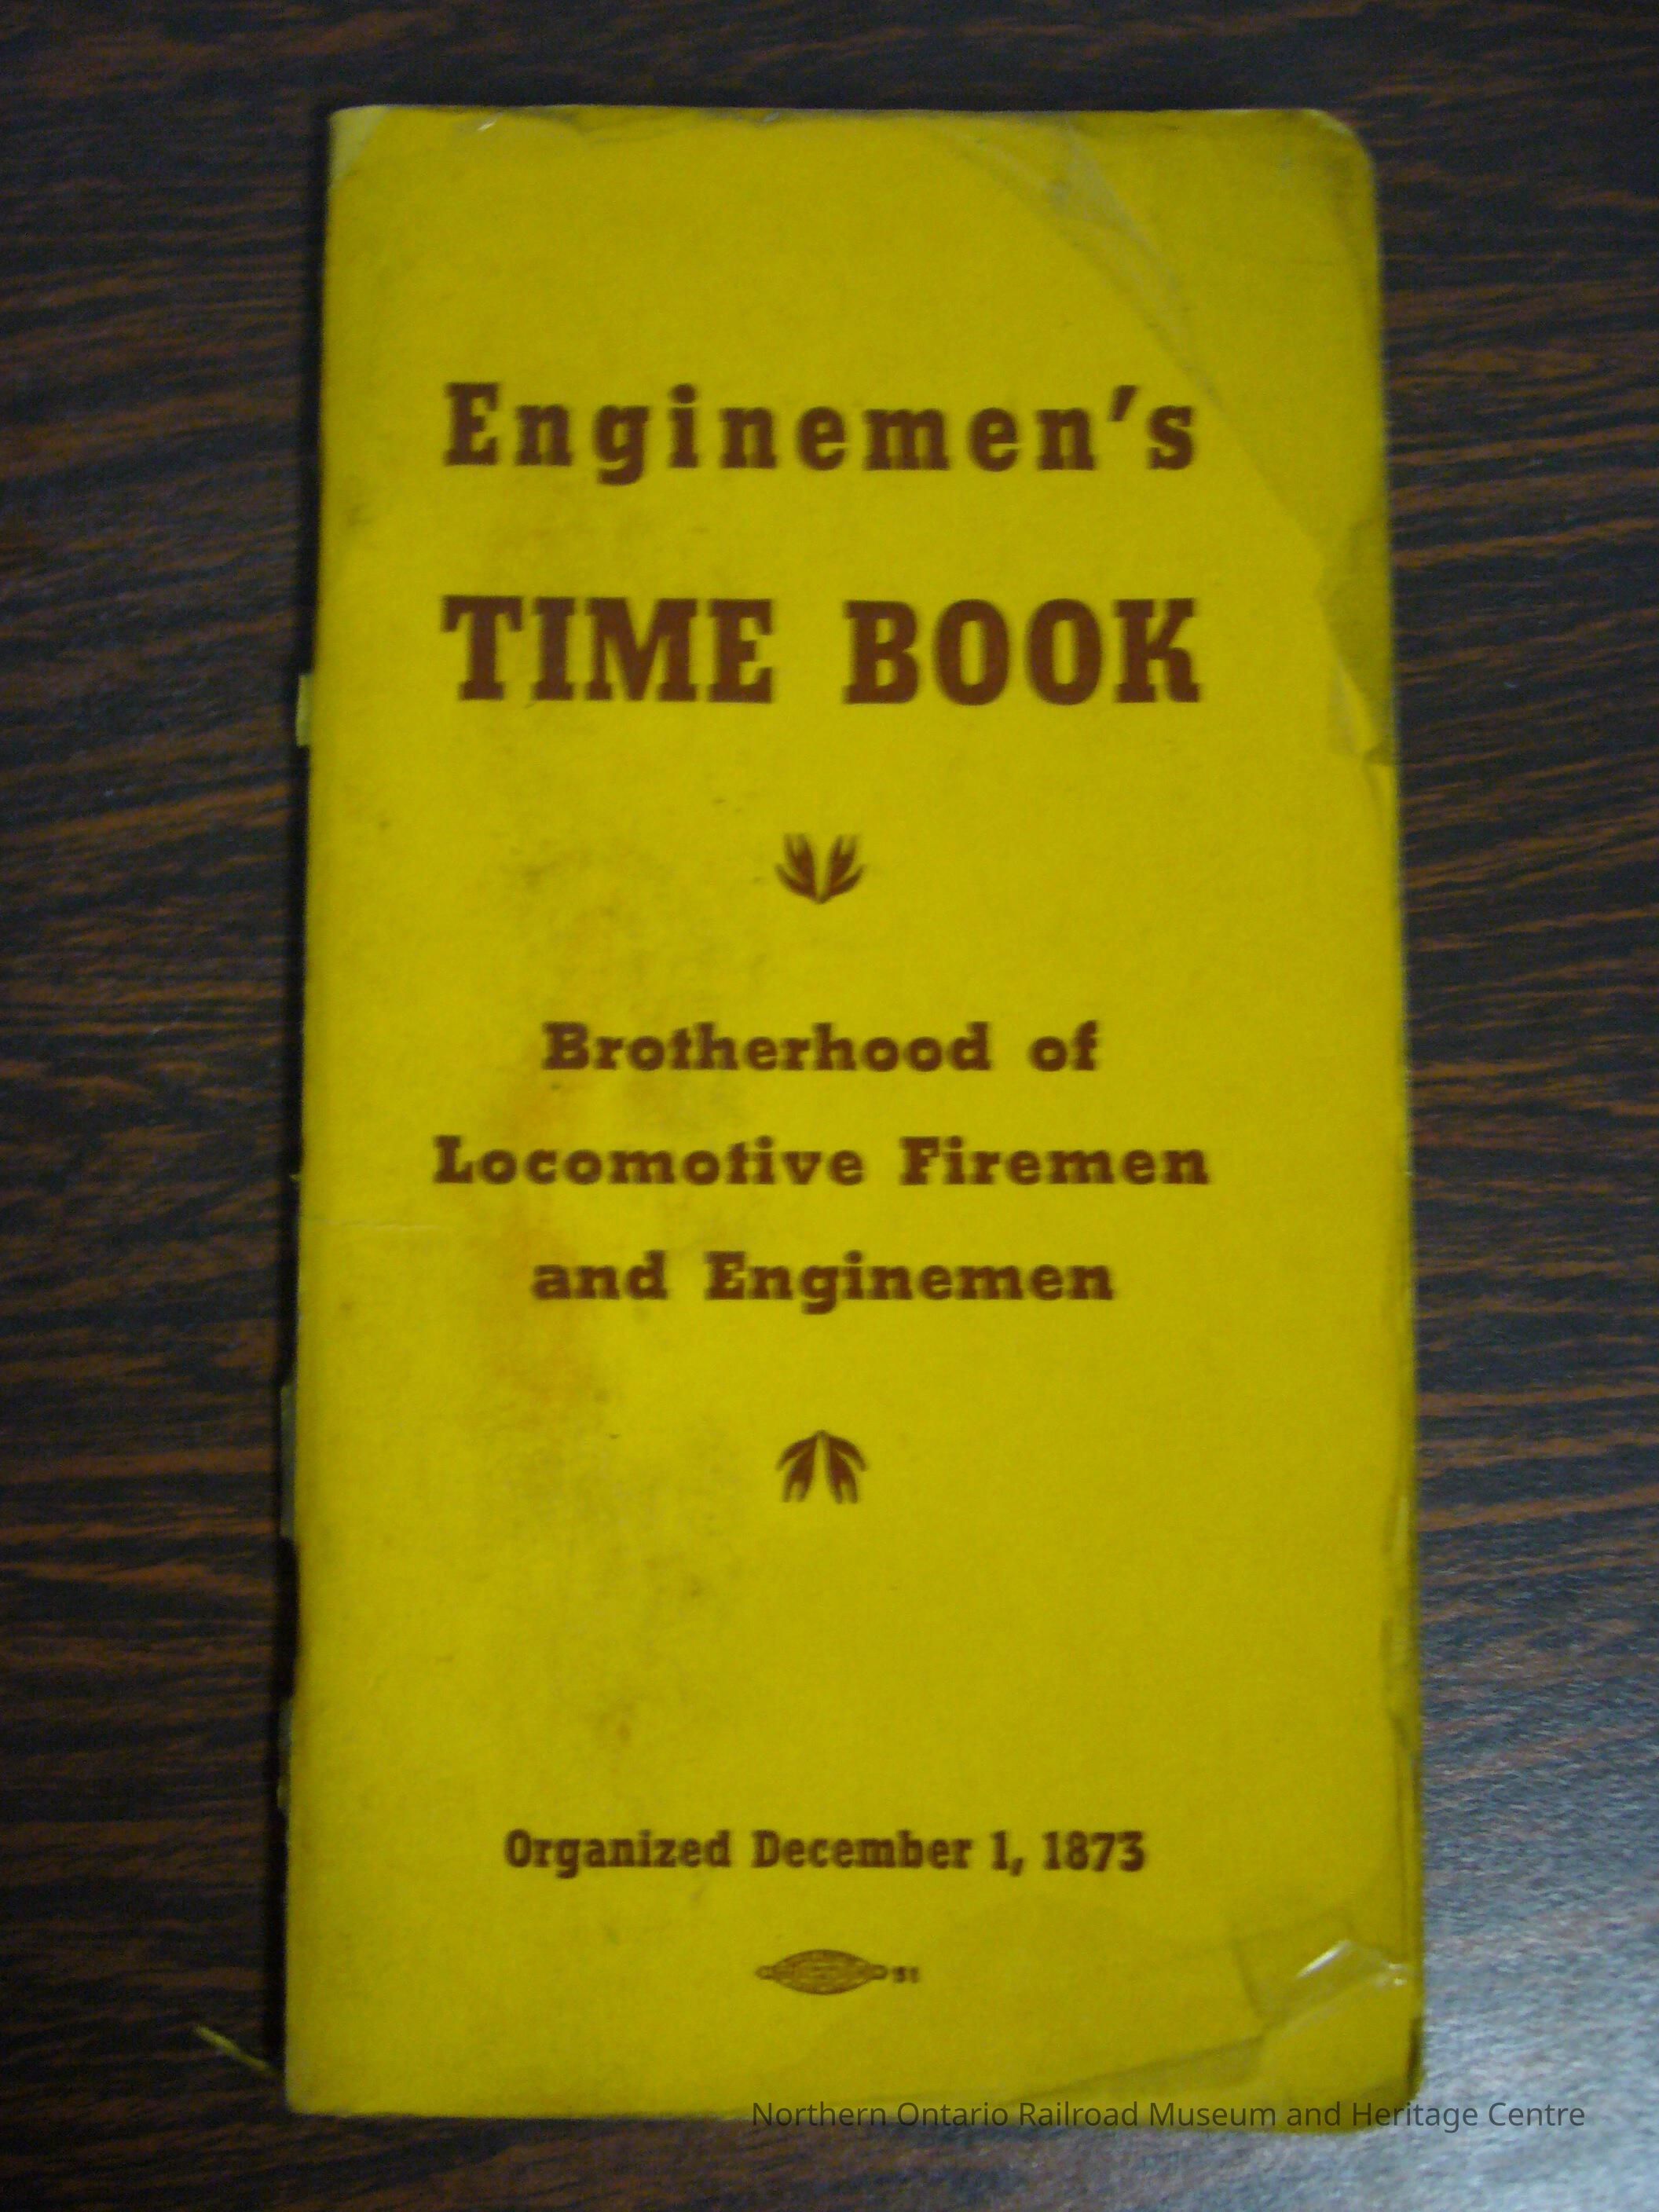 Enginemen's
TIME BOOK
Brotherhood of
Locomotive Firemen
and Enginemen
Organized December 1, 1873
Northern Ontario Railroad Museum and Heritage Centre